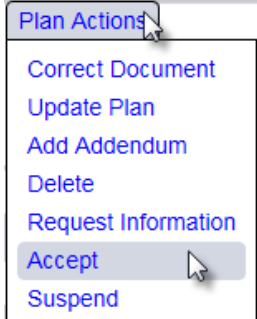 Plan Actions
Correct Document
Update Plan
Add Addendum
Delete
Request Information
Accept
Suspend